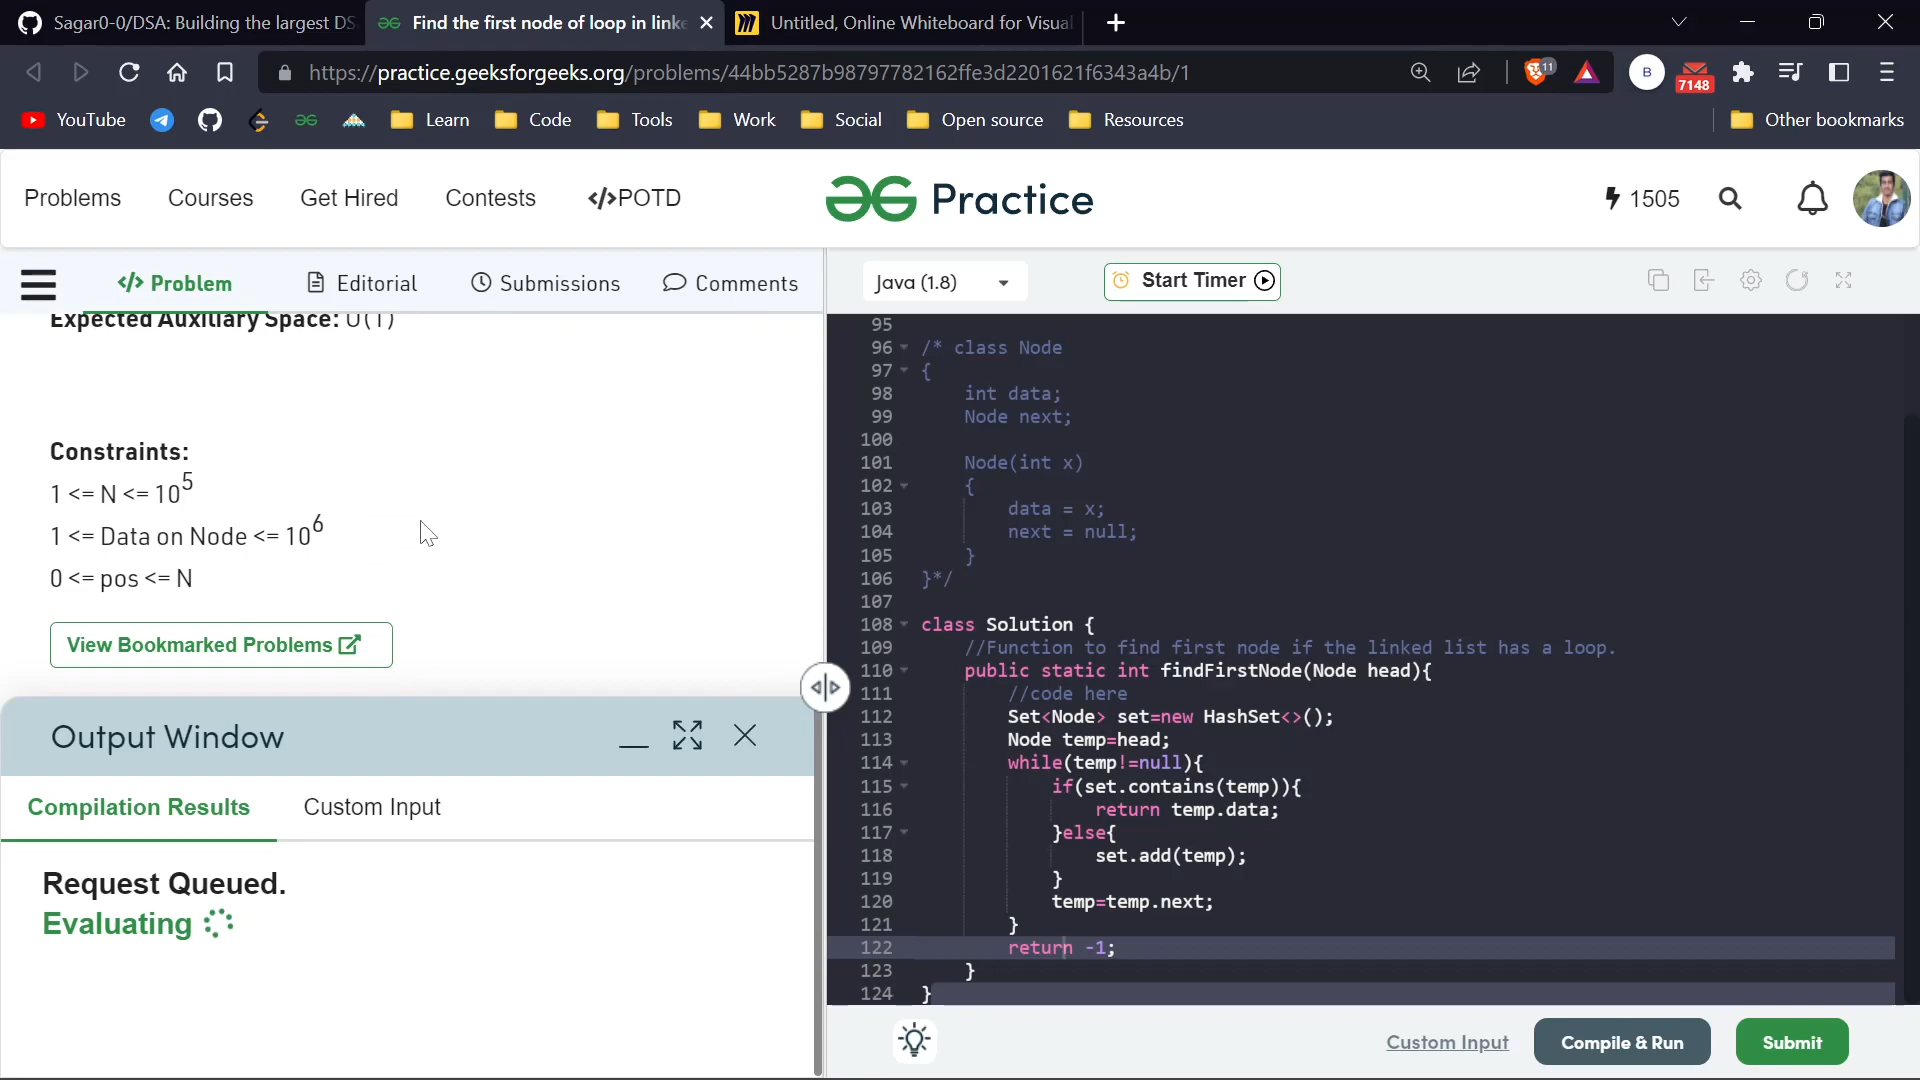 Sagar0-0/DSA: Building the largest DS
Find the first node of loop in linke
Untitled, Online Whiteboard for Visual
https://practice.geeksforgeeks.org/problems/44bb5287b98797782162ffe3d2201621f6343a4b/1
11
B
7148
YouTube
Learn
Code
Tools
Work
Social
Open source
Resources
Other bookmarks
Problems
Courses
Get Hired
Contests
</>POTD
Practice
1505
</> Problem
Editorial
Submissions
Comments
Java (1.8)
Start Timer
Expected Auxiliary Space: O(1)
Constraints:
1 <= N <= 10^5
1 <= Data on Node <= 10^6
0 <= pos <= N
View Bookmarked Problems
Output Window
Compilation Results
Custom Input
Request Queued.
Evaluating
95
96 /* class Node
97 {
98 int data;
99 Node next;
100
101 Node(int x)
102 {
103 data = x;
104 next = null;
105 }
106 }*/
107
108 class Solution {
109 //Function to find first node if the linked list has a loop.
110 public static int findFirstNode(Node head){
111 //code here
112 Set<Node> set=new HashSet<>();
113 Node temp=head;
114 while(temp!=null){
115 if(set.contains(temp)){
116 return temp.data;
117 }else{
118 set.add(temp);
119 }
120 temp=temp.next;
121 }
122 return -1;
123 }
124 }
Custom Input
Compile & Run
Submit